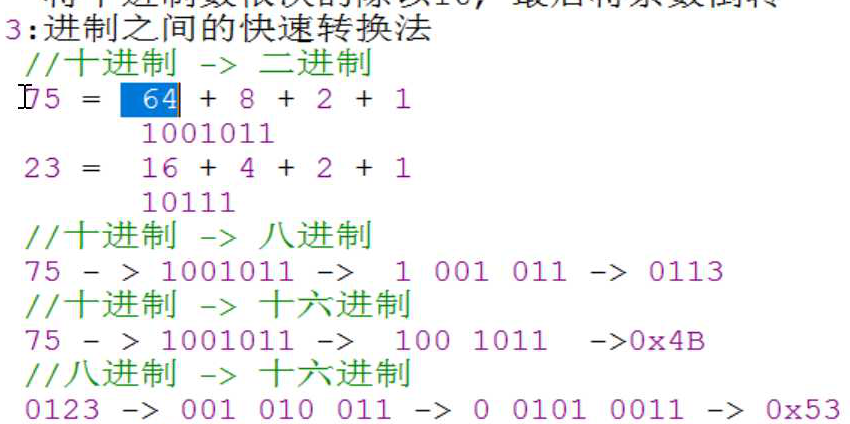 3:进制之间的快速转换法
//十进制 -> 二进制
75 = 64 + 8 + 2 + 1
1001011
23 = 16 + 4 + 2 + 1
10111
//十进制 -> 八进制
75 - > 1001011 -> 1 001 011 -> 0113
//十进制 -> 十六进制
75 - > 1001011 -> 100 1011 ->0x4B
//八进制 -> 十六进制
0123 -> 001 010 011 -> 0 0101 0011 -> 0x53